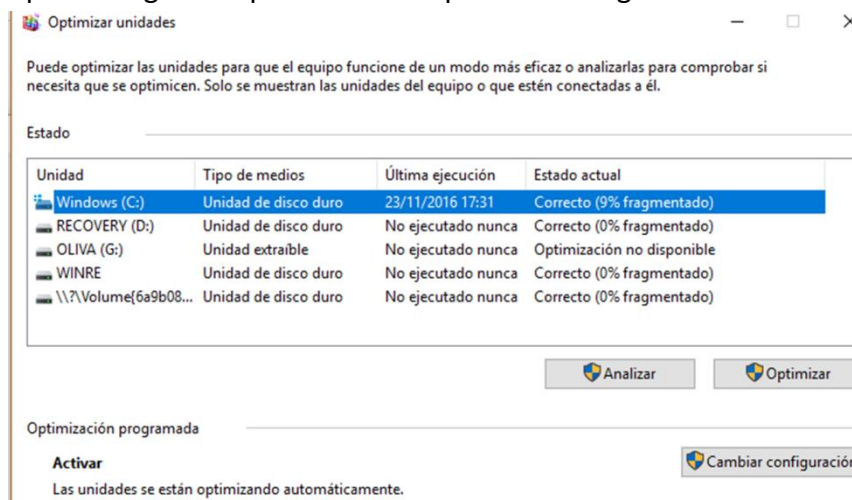 Optimizar unidades
Puede optimizar las unidades para que el equipo funcione de un modo más eficaz o analizarlas para comprobar si
necesita que se optimicen. Solo se muestran las unidades del equipo o que estén conectadas a él.
Estado
Unidad Tipo de medios Última ejecución Estado actual
Windows (C:) Unidad de disco duro 23/11/2016 17:31 Correcto (9% fragmentado)
RECOVERY (D:) Unidad de disco duro No ejecutado nunca Correcto (0% fragmentado)
OLIVA (G:) Unidad extraíble No ejecutado nunca Optimización no disponible
WINRE Unidad de disco duro No ejecutado nunca Correcto (0% fragmentado)
\\?\Volume{6a9b08... Unidad de disco duro No ejecutado nunca Correcto (0% fragmentado)
Analizar Optimizar
Optimización programada
Activar Cambiar configuración
Las unidades se están optimizando automáticamente.